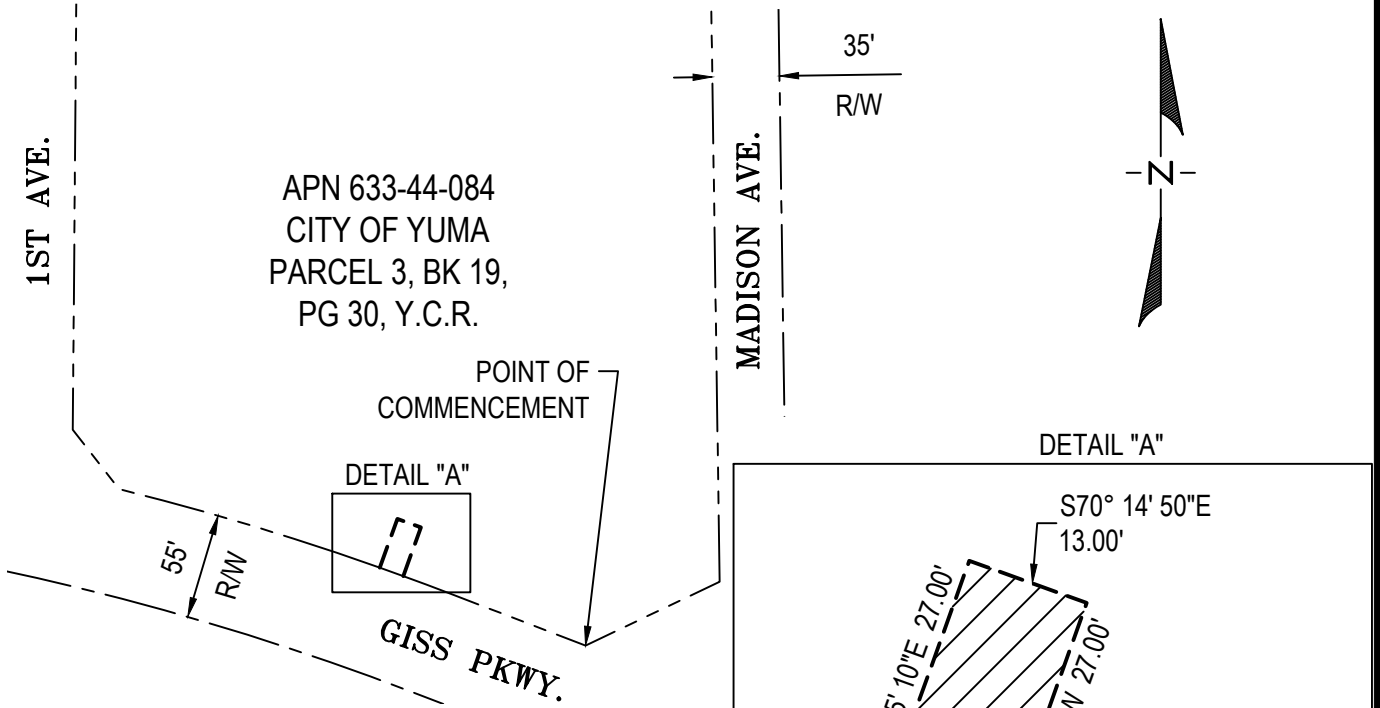 35'
R/W
1ST AVE.
MADISON AVE.
N
APN 633-44-084
CITY OF YUMA
PARCEL 3, BK 19,
PG 30, Y.C.R.
POINT OF
COMMENCEMENT
DETAIL "A"
55'
R/W
GISS PKWY.
DETAIL "A"
S70° 14' 50"E
13.00'
10"E 27.00'
27.00'